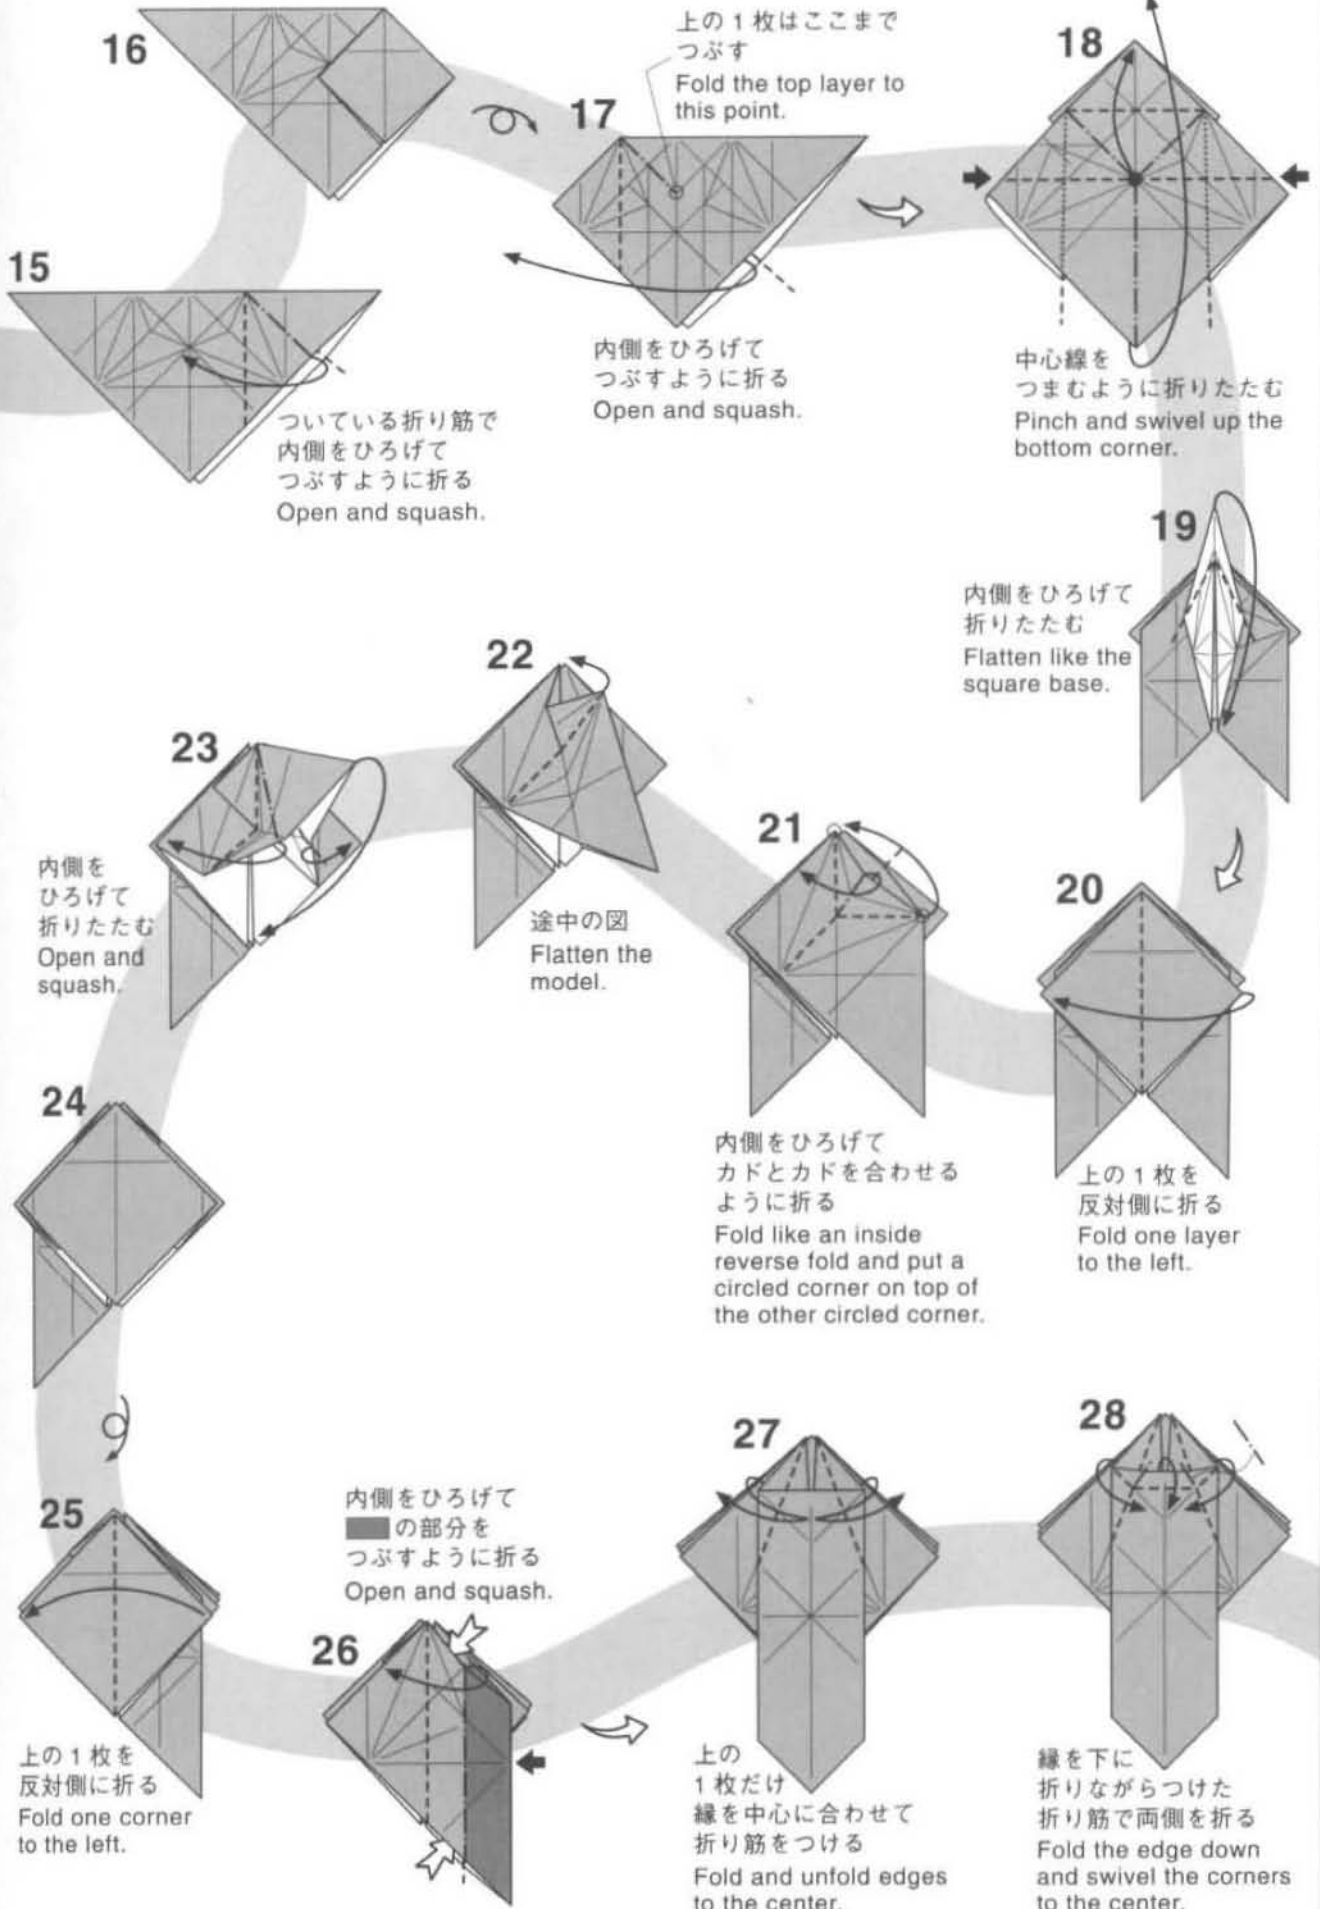 15
ついている折り筋で
内側をひろげて
つぶすように折る
Open and squash.
16
17
上の1枚はここまで
つぶす
Fold the top layer to
this point.
内側をひろげて
つぶすように折る
Open and squash.
18
中心線を
つまむように折りたたむ
Pinch and swivel up the
bottom corner.
19
内側をひろげて
折りたたむ
Flatten like the
square base.
20
上の1枚を
反対側に折る
Fold one layer
to the left.
21
内側をひろげて
カドとカドを合わせる
ように折る
Fold like an inside
reverse fold and put a
circled corner on top of
the other circled corner.
22
途中の図
Flatten the
model.
23
内側を
ひろげて
折りたたむ
Open and
squash.
24
25
上の1枚を
反対側に折る
Fold one corner
to the left.
26
内側をひろげて
の部分を
つぶすように折る
Open and squash.
27
上の
1枚だけ
縁を中心に合わせて
折り筋をつける
Fold and unfold edges
to the center.
28
縁を下に
折りながらつけた
折り筋で両側を折る
Fold the edge down
and swivel the corners
to the center.